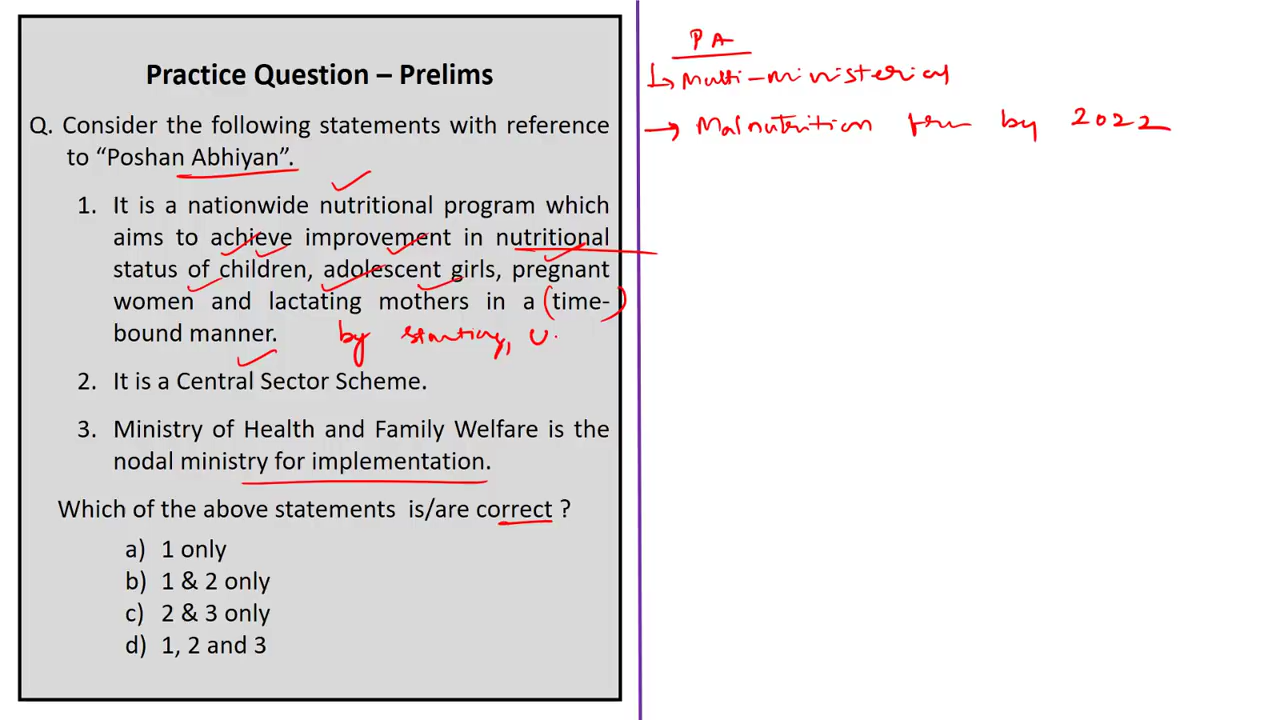 Practice Question – Prelims
Q. Consider the following statements with reference
to “Poshan Abhiyan”.
1. It is a nationwide nutritional program which
aims to achieve improvement in nutritional
status of children, adolescent girls, pregnant
women and lactating mothers in a (time-)
bound manner. by stunting, U.
2. It is a Central Sector Scheme.
3. Ministry of Health and Family Welfare is the
nodal ministry for implementation.
Which of the above statements is/are correct ?
a) 1 only
b) 1 & 2 only
c) 2 & 3 only
d) 1, 2 and 3
PA
Multi-ministerial
→ Malnutrition free by 2022